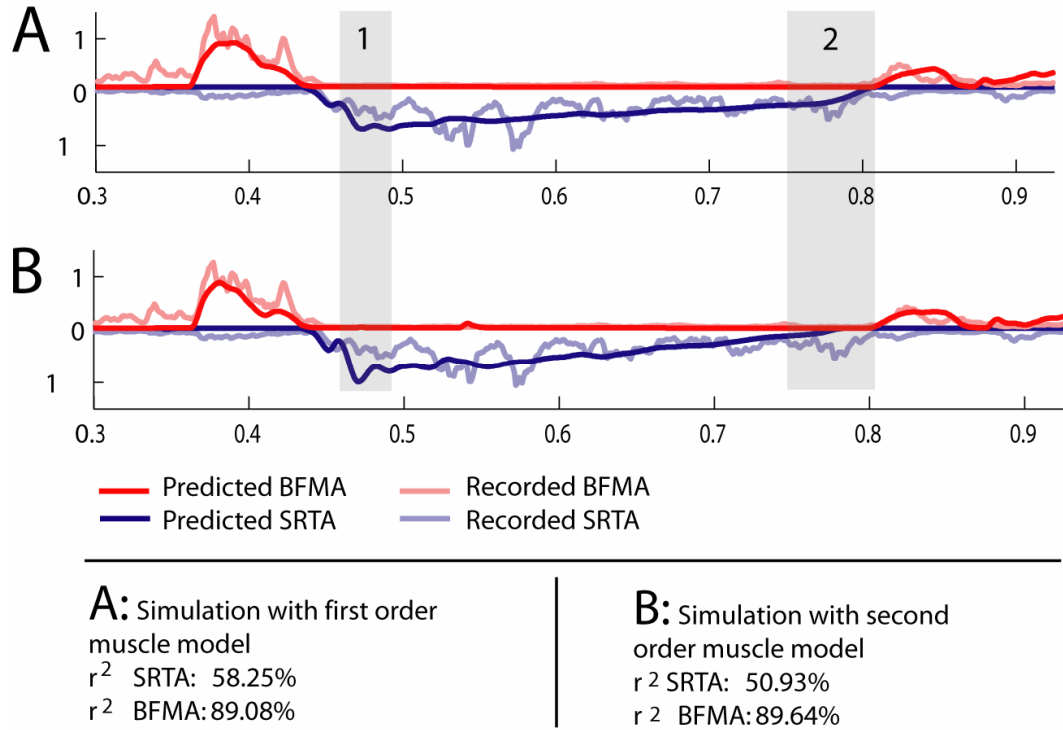 A
1
2
1
0
1
0.3 0.4 0.5 0.6 0.7 0.8 0.9
B
1
0
1
0.3 0.4 0.5 0.6 0.7 0.8 0.9
Predicted BFMA Recorded BFMA
Predicted SRTA Recorded SRTA
A: Simulation with first order
muscle model
r² SRTA: 58.25%
r² BFMA: 89.08%
B: Simulation with second
order muscle model
r² SRTA: 50.93%
r² BFMA: 89.64%